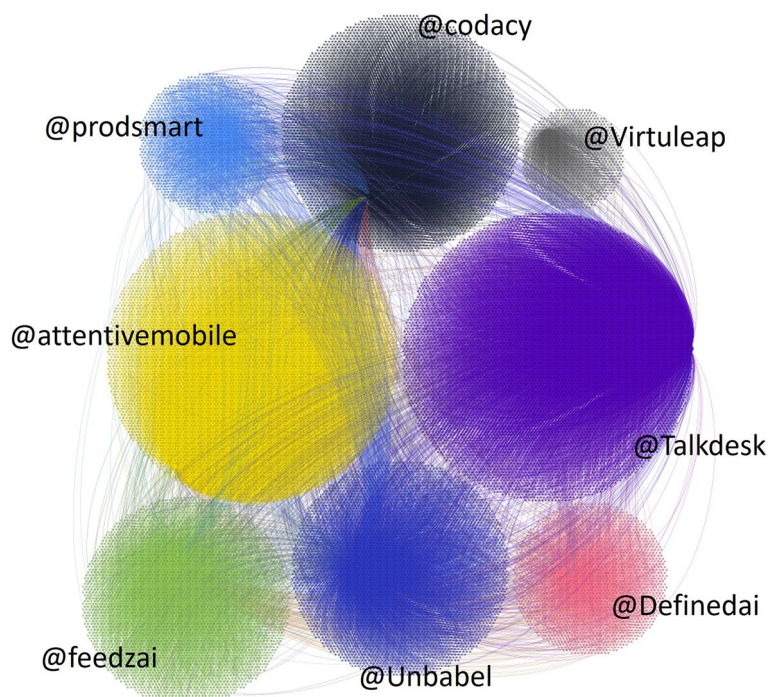 @codacy
@prodsmart
@Virtuleap
@attentivemobile
@Talkdesk
@Definedai
@feedzai
@Unbabel